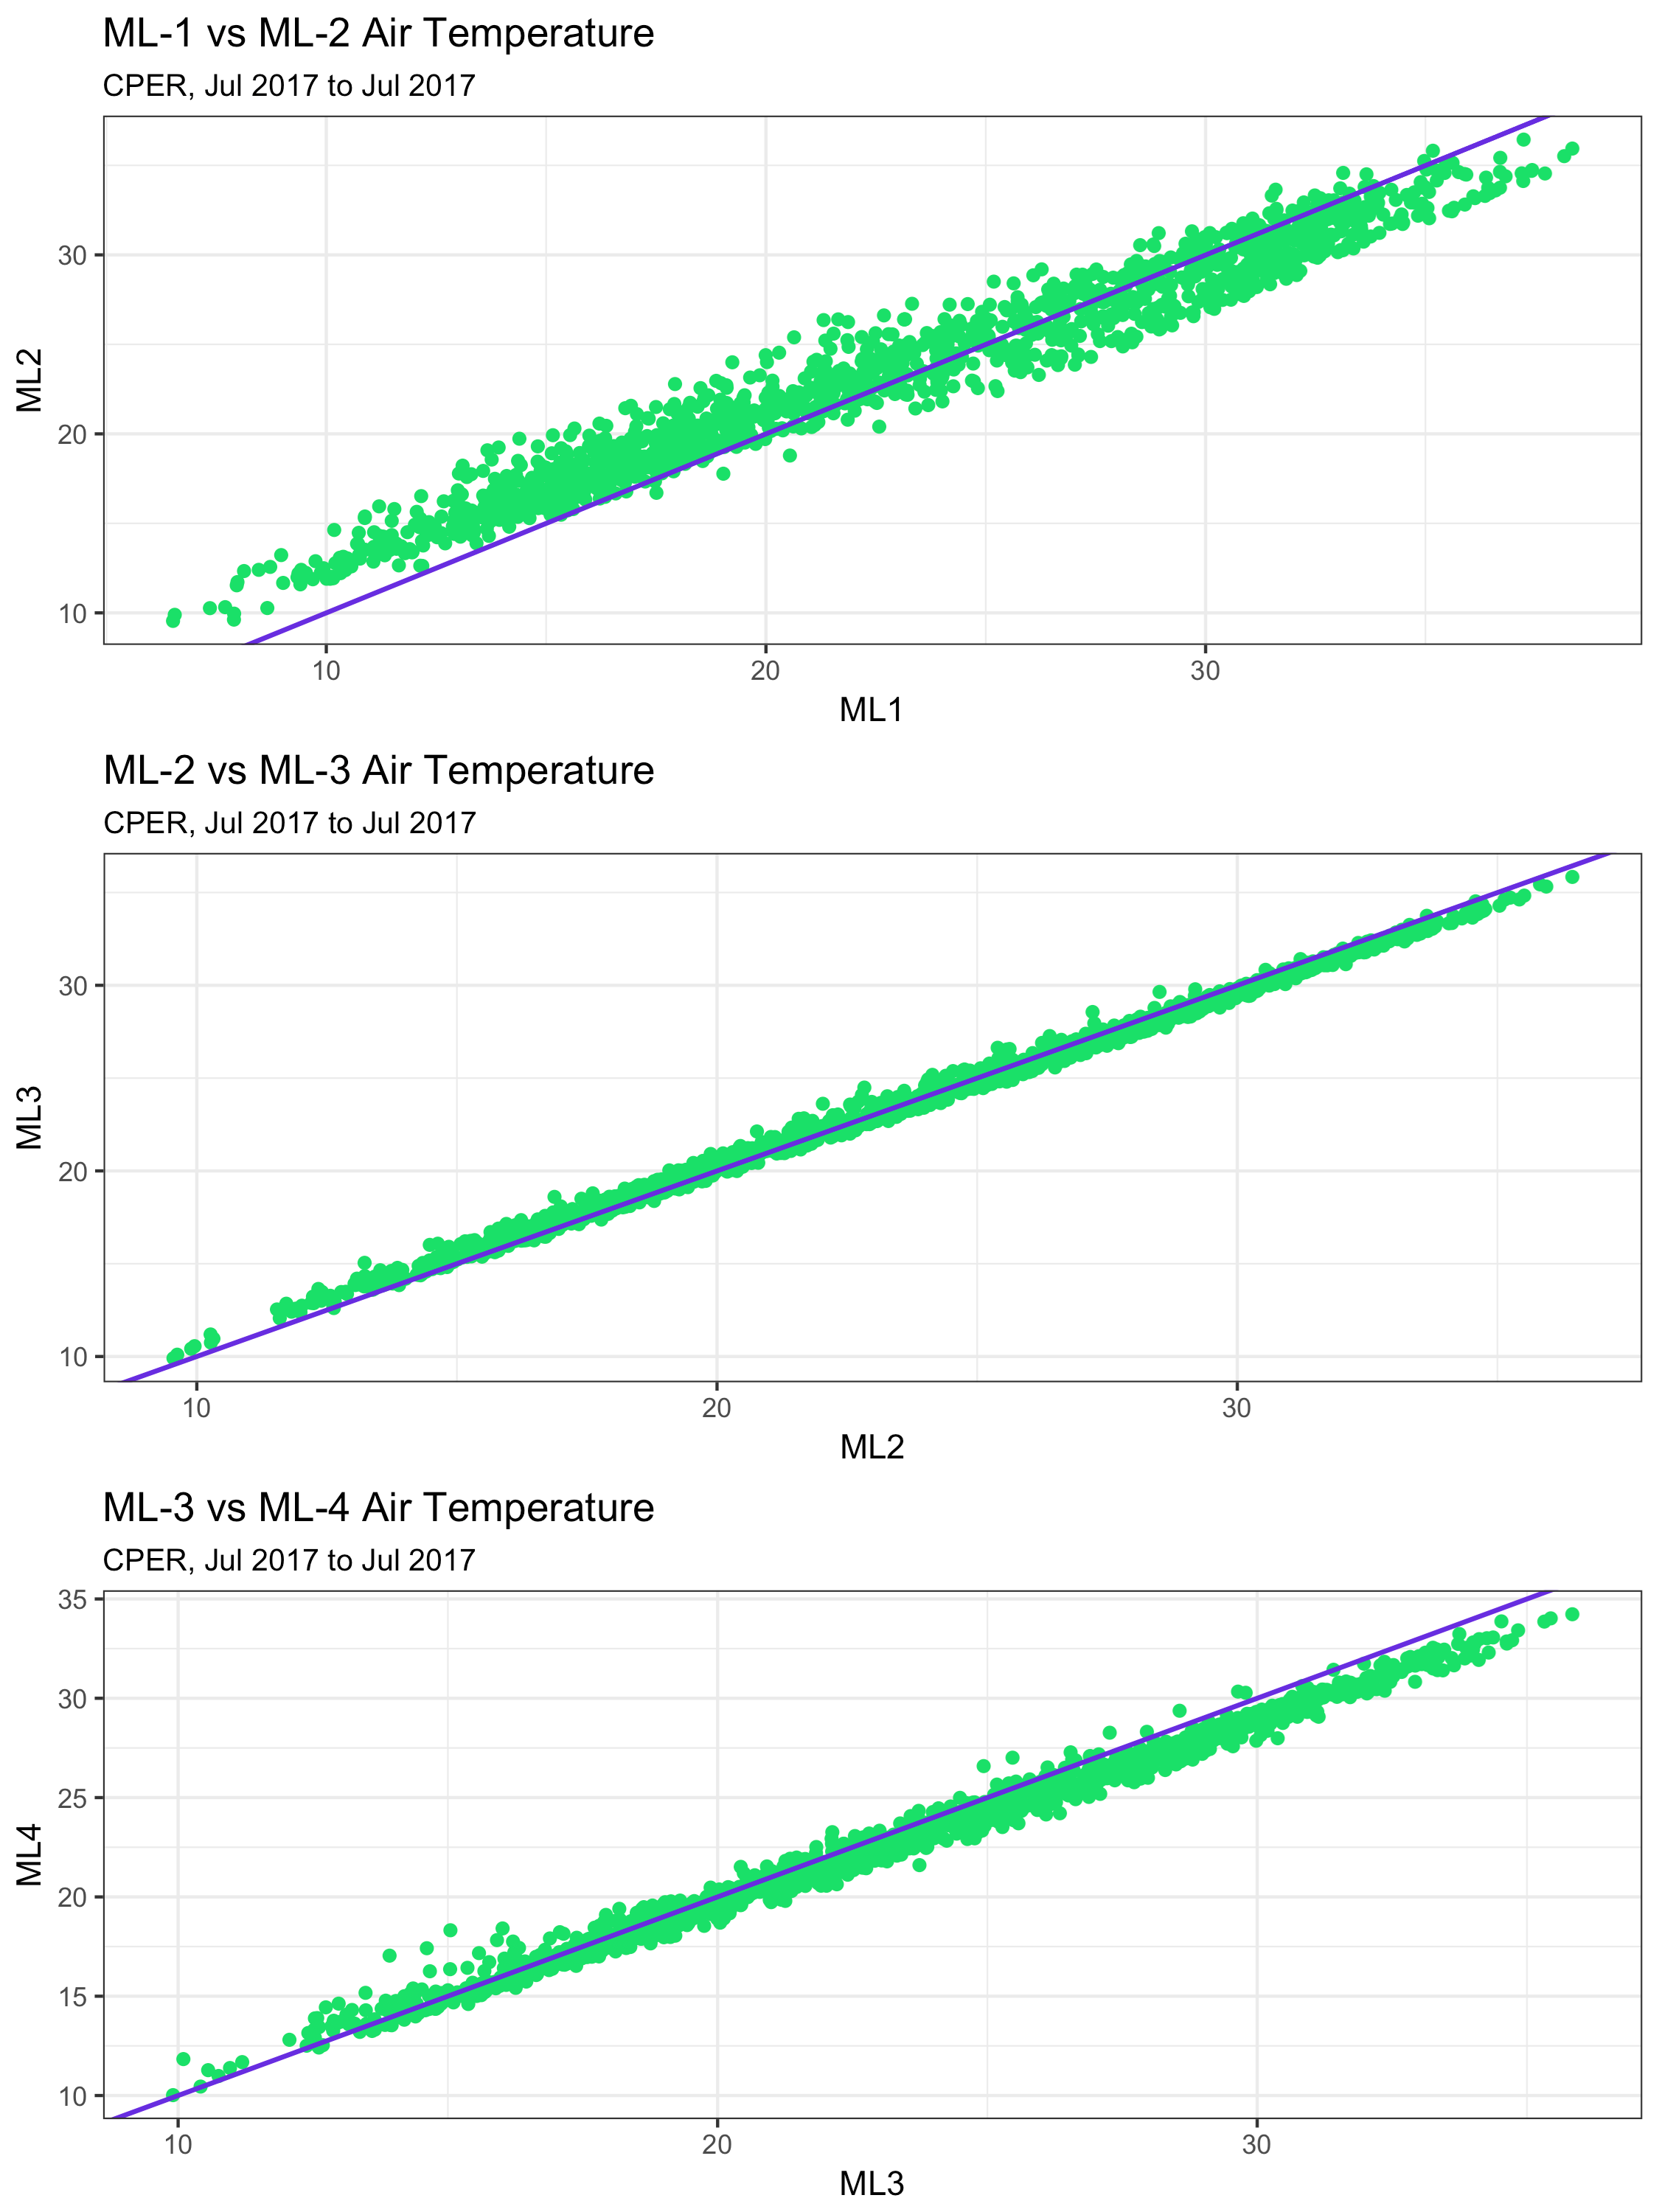 ML-1 vs ML-2 Air Temperature
CPER, Jul 2017 to Jul 2017
30
20
10
ML2
10 20 30
ML1
ML-2 vs ML-3 Air Temperature
CPER, Jul 2017 to Jul 2017
30
20
10
ML3
10 20 30
ML2
ML-3 vs ML-4 Air Temperature
CPER, Jul 2017 to Jul 2017
35
30
25
20
15
10
ML4
10 20 30
ML3